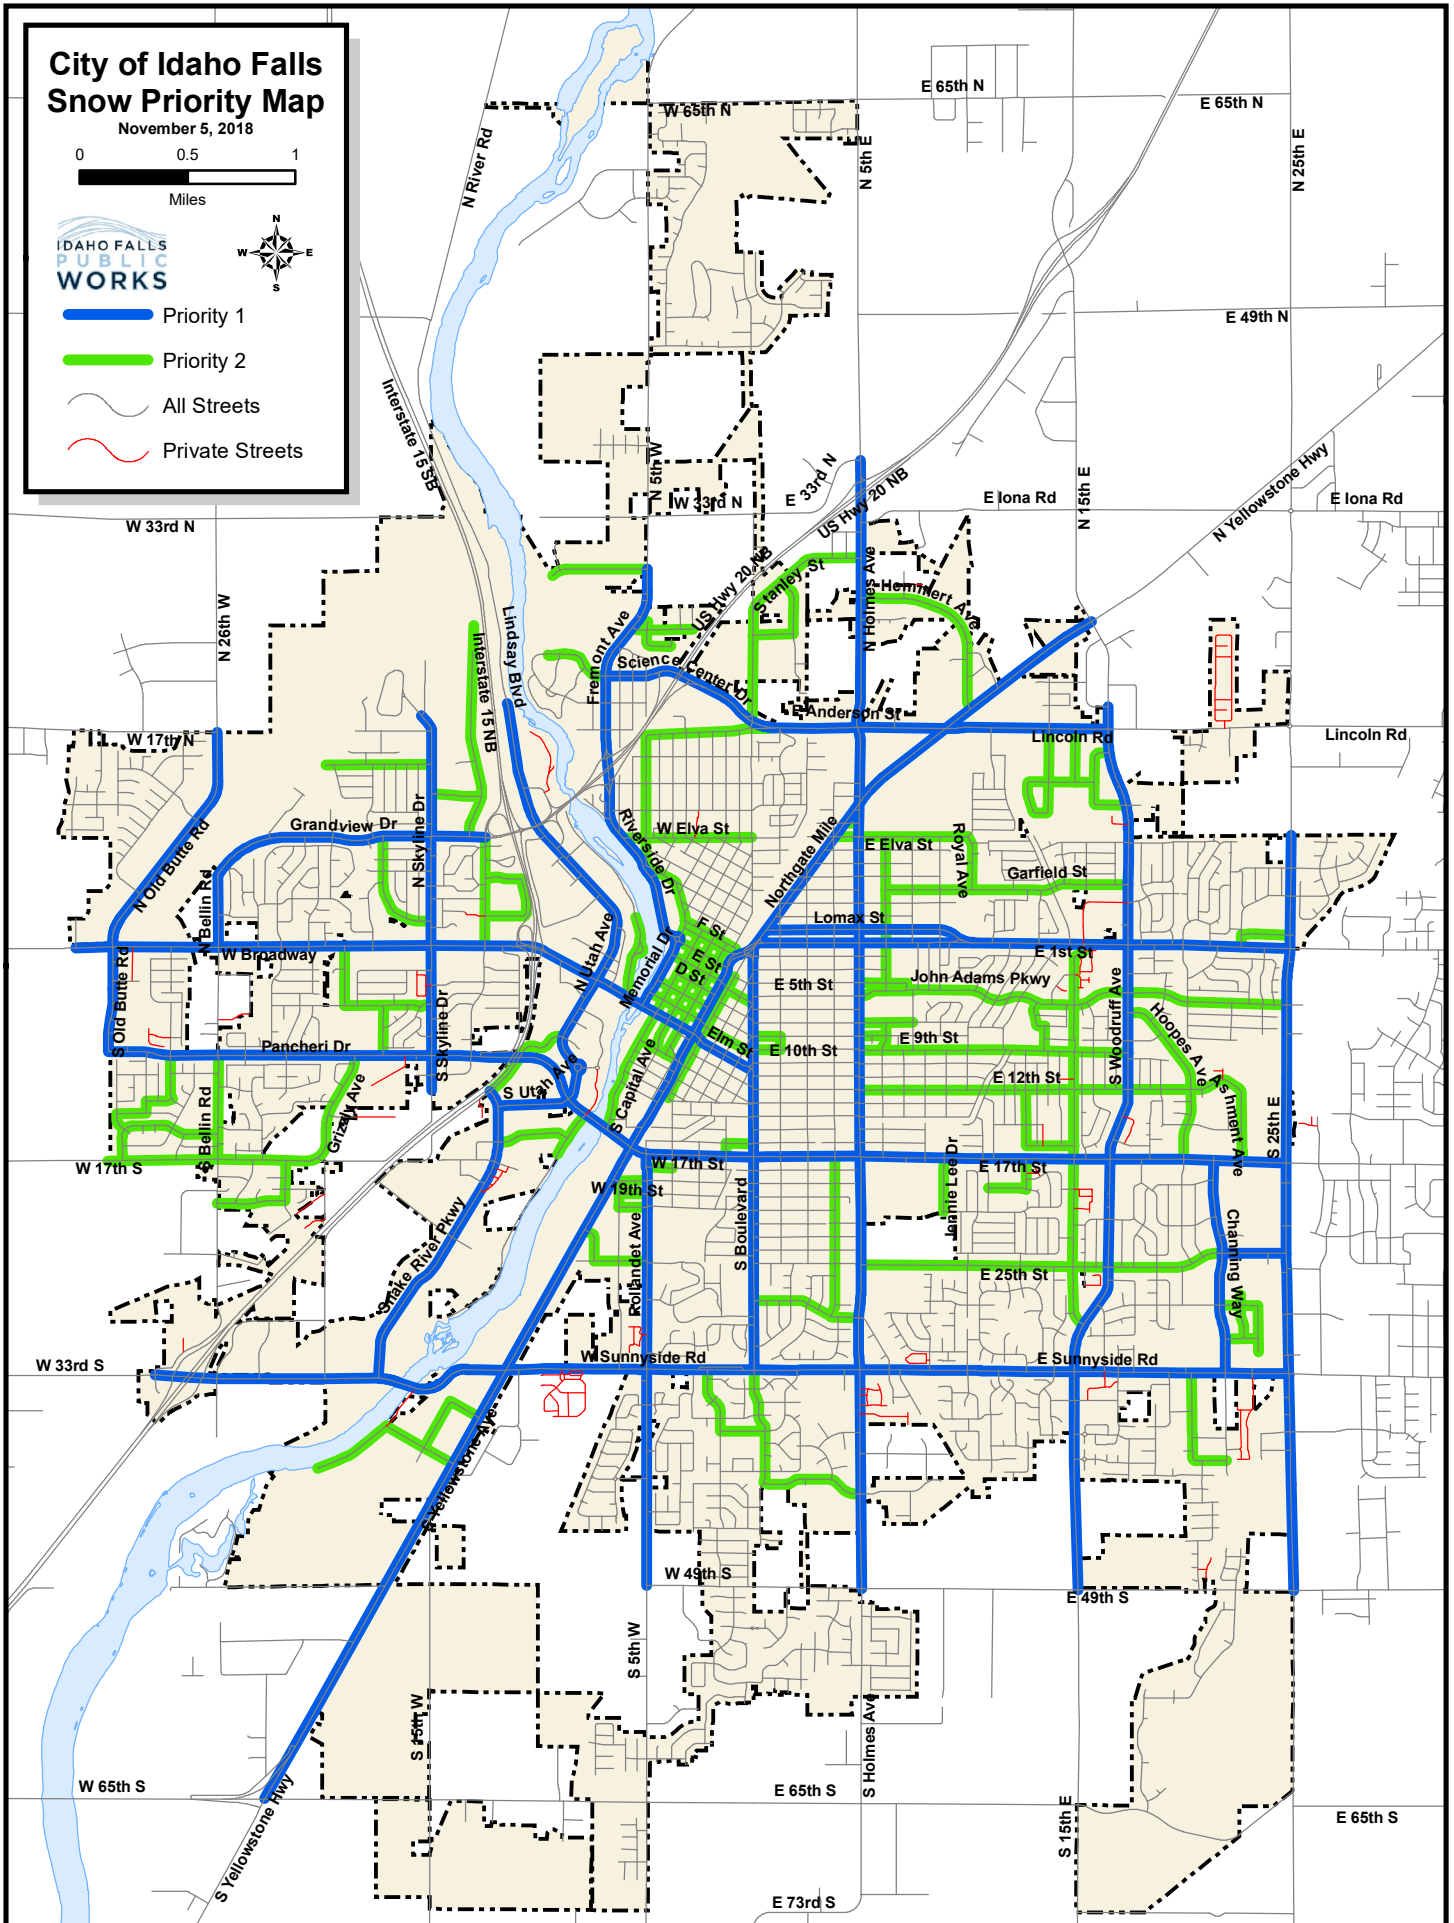 City of Idaho Falls
Snow Priority Map
November 5, 2018
0 0.5 1
Miles
IDAHO FALLS
PUBLIC
WORKS
N
W E
S
Priority 1
Priority 2
All Streets
Private Streets
E 65th N
W 65th N
E 65th N
N River Rd
N 5th E
N 25th E
E 49th N
Interstate 15 SB
N 5th W
W 33rd N
E 33rd N
US Hwy 20 NB
E Iona Rd
N 15th E
N Yellowstone Hwy
E Iona Rd
W 33rd N
US Hwy 20 NB
Stanley St
N Holmes Ave
Hemmert Ave
N 26th W
Lindsay Blvd
Interstate 15 NB
Fremont Ave
Science Center Dr
E Anderson St
Lincoln Rd
Lincoln Rd
W 17th N
N Old Butte Rd
Grandview Dr
N Skyline Dr
Riverside Dr
W Elva St
Northgate Mile
E Elva St
Royal Ave
Garfield St
N Bellin Rd
Lomax St
F St
E St
D St
W Broadway
N Utah Ave
Memorial Dr
E 1st St
John Adams Pkwy
E 5th St
S Old Butte Rd
S Skyline Dr
Pancheri Dr
Elm St
E 10th St
E 9th St
S Woodruff Ave
Hoopes Ave
E 12th St
Ashment Ave
S 25th E
S Utah Ave
S Capital Ave
S Bellin Rd
Grizzly Ave
W 17th S
W 17th St
E 17th St
W 19th St
Jennie Lee Dr
Rollandet Ave
S Boulevard
Channing Way
Snake River Pkwy
E 25th St
W 33rd S
W Sunnyside Rd
E Sunnyside Rd
S Yellowstone Ave
W 49th S
E 49th S
S 5th W
S 15th W
S Holmes Ave
W 65th S
E 65th S
S 15th E
E 65th S
S Yellowstone Hwy
E 73rd S